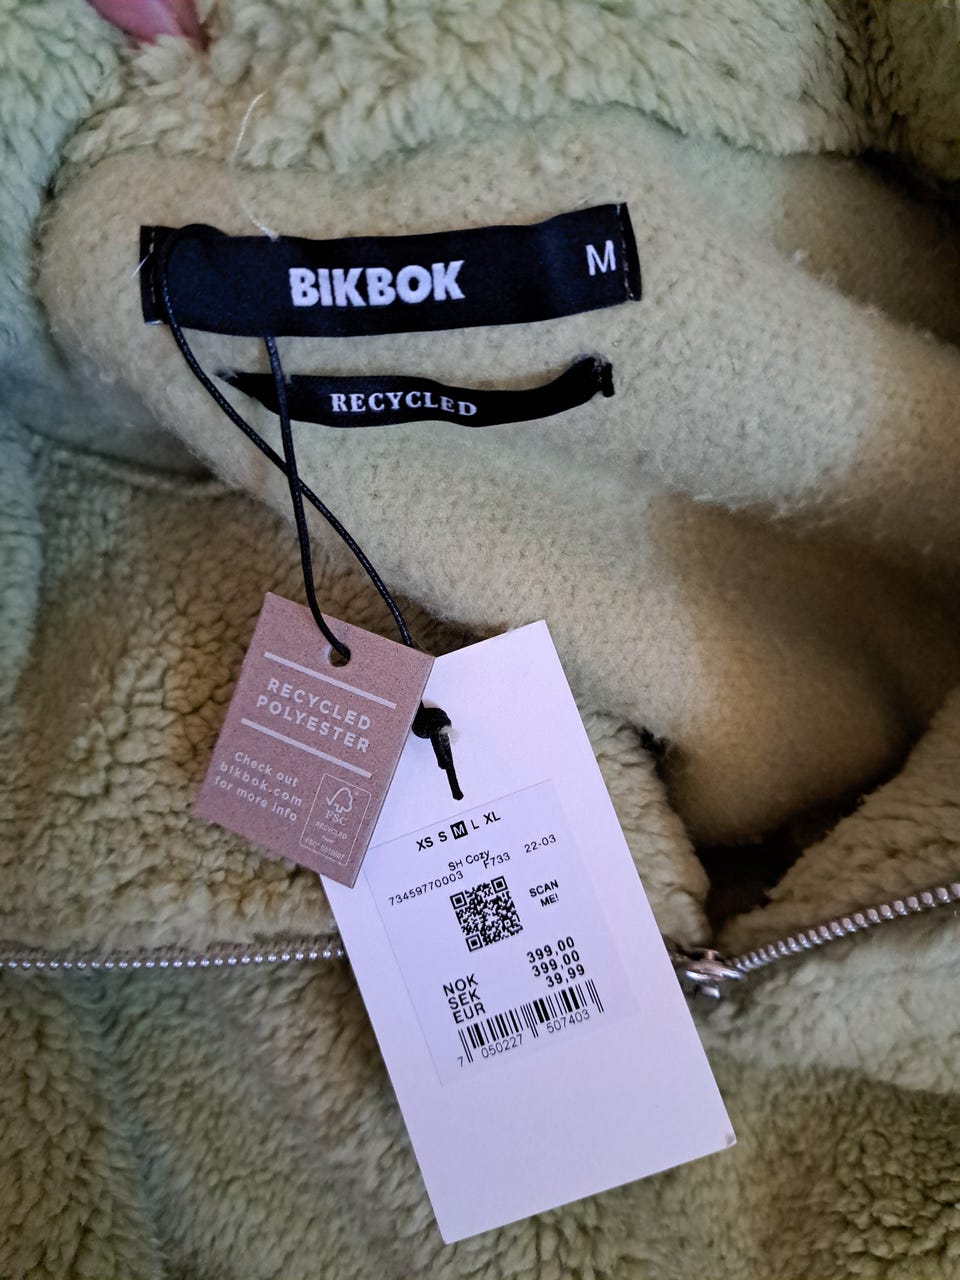 BIKBOK
M
RECYCLED
RECYCLED
POLYESTER
Check out
bikbok.com
for more info
FSC
RECYCLED
XS S M L XL
SH Cozy
73459770003 F733 22-03
SCAN
ME!
NOK 399,00
SEK 399,00
EUR 39,99
7 050227 507403